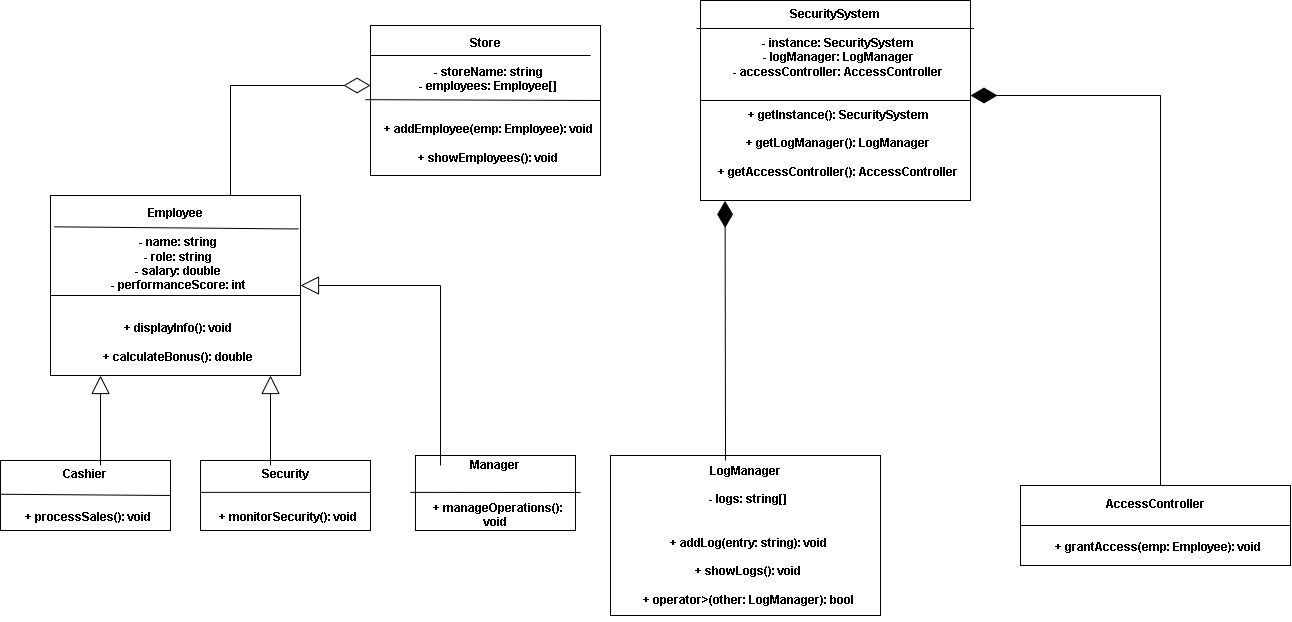 Store
- storeName: string
- employees: Employee[]
+ addEmployee(emp: Employee): void
+ showEmployees(): void
SecuritySystem
- instance: SecuritySystem
- logManager: LogManager
- accessController: AccessController
+ getInstance(): SecuritySystem
+ getLogManager(): LogManager
+ getAccessController(): AccessController
Employee
- name: string
- role: string
- salary: double
- performanceScore: int
+ displayInfo(): void
+ calculateBonus(): double
Cashier
+ processSales(): void
Security
+ monitorSecurity(): void
Manager
+ manageOperations():
void
LogManager
- logs: string[]
+ addLog(entry: string): void
+ showLogs(): void
+ operator>(other: LogManager): bool
AccessController
+ grantAccess(emp: Employee): void